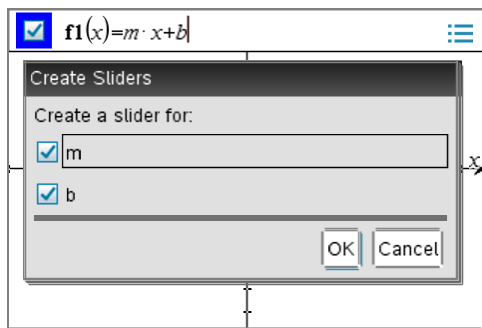 f1(x)=m· x+b
Create Sliders
Create a slider for:
m
x
b
OK Cancel